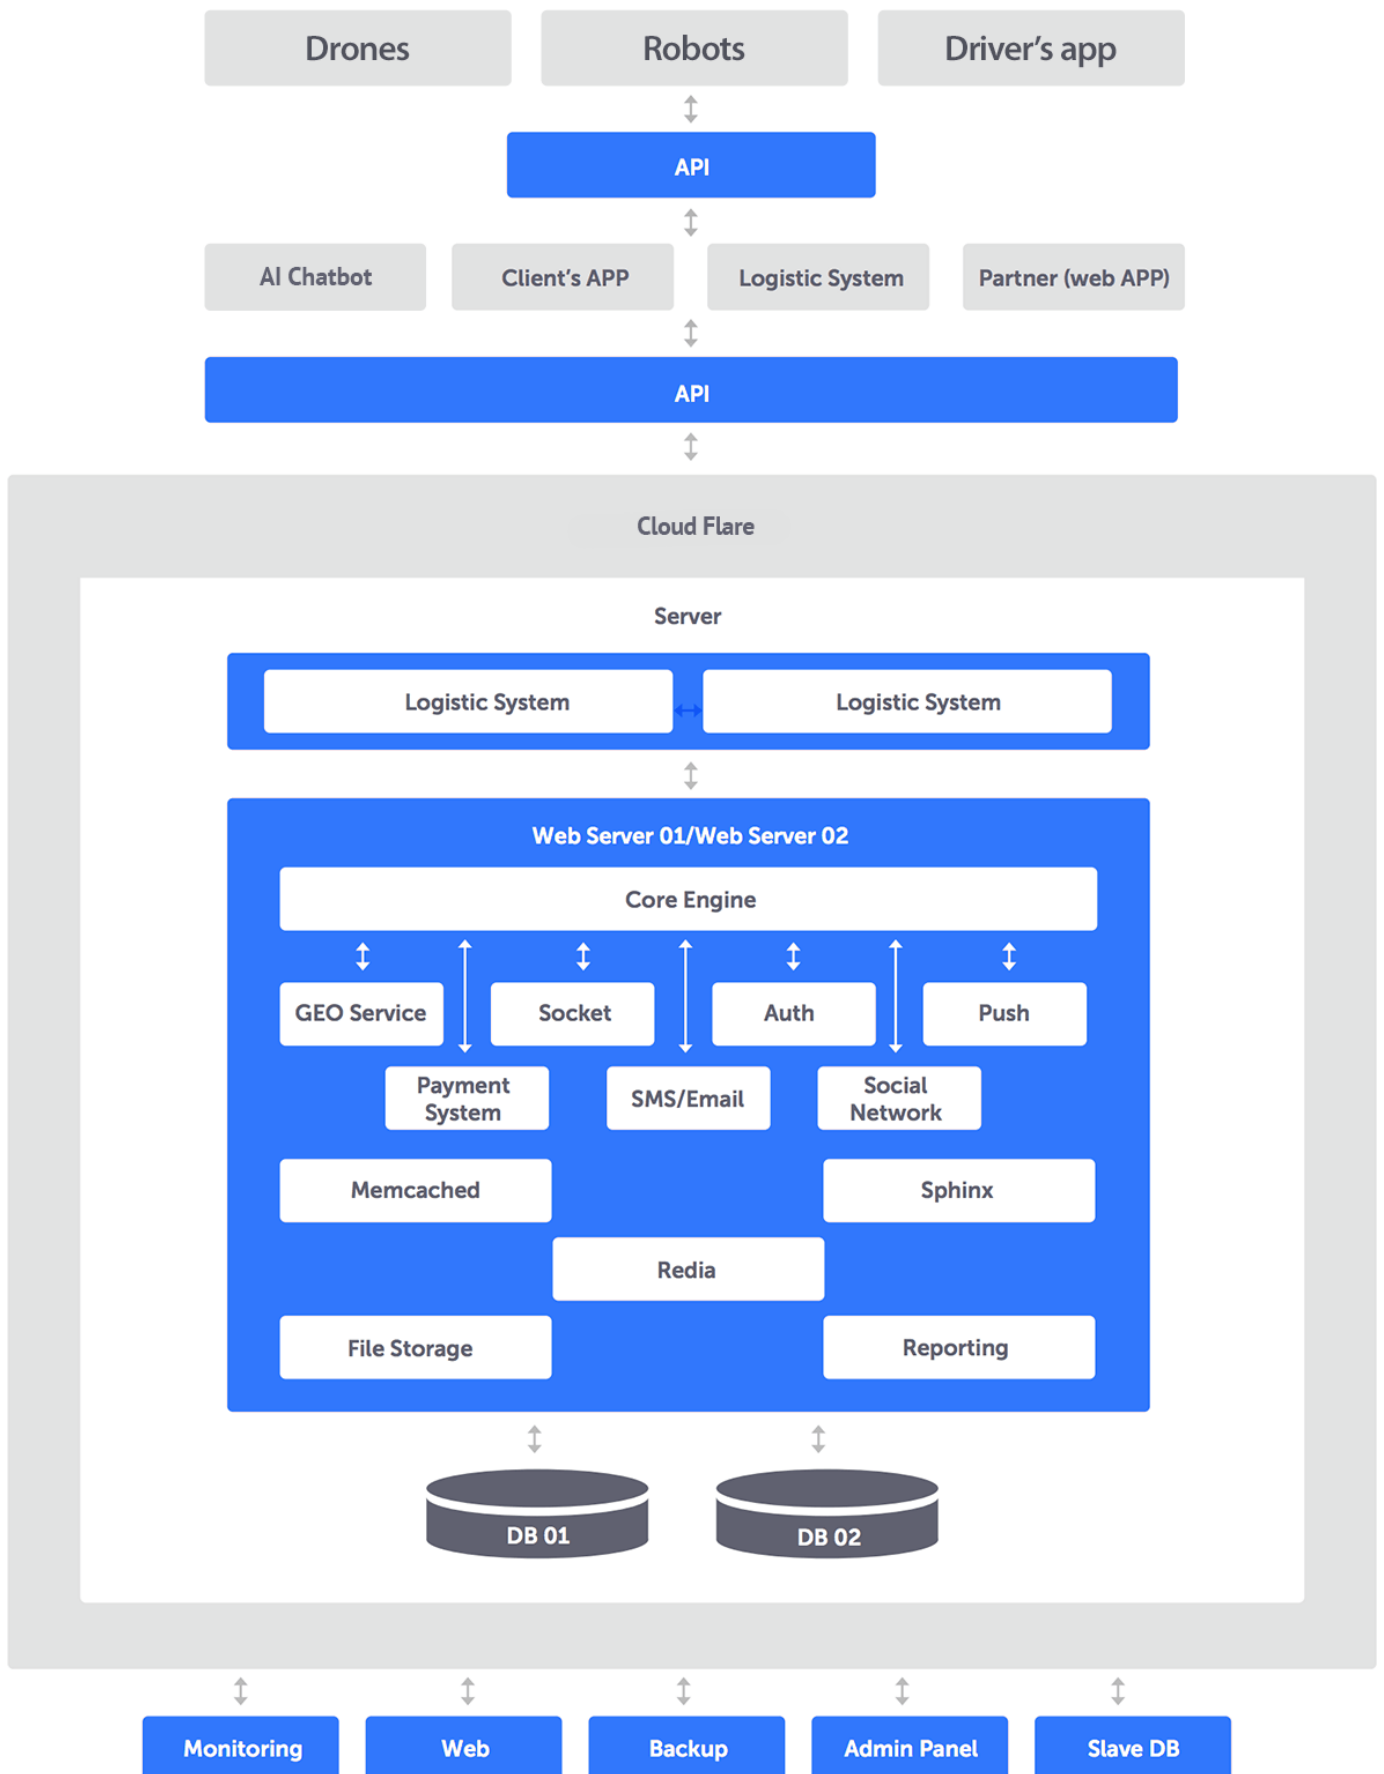 Drones
Robots
Driver's app
API
AI Chatbot
Client's APP
Logistic System
Partner (web APP)
API
Cloud Flare
Server
Logistic System
Logistic System
Web Server 01/Web Server 02
Core Engine
GEO Service
Socket
Auth
Push
Payment
System
SMS/Email
Social
Network
Memcached
Sphinx
Redia
File Storage
Reporting
DB 01
DB 02
Monitoring
Web
Backup
Admin Panel
Slave DB